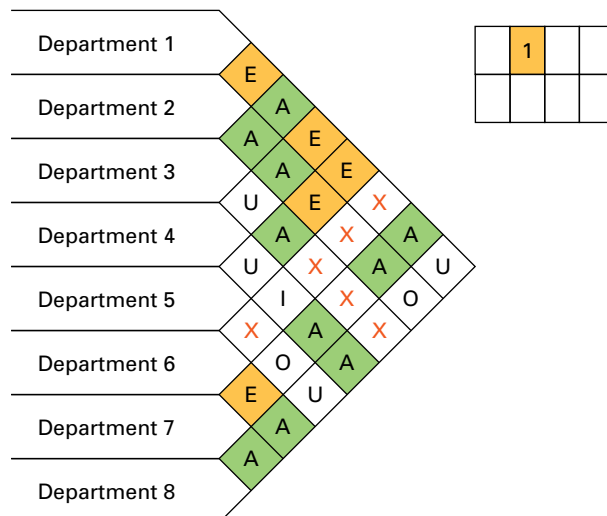 Department 1
1
E
Department 2 A
A E
Department 3 A E
U E X
Department 4 A X A
U X A U
Department 5 I X O
X A X
Department 6 O A
E U
Department 7 A
A
Department 8